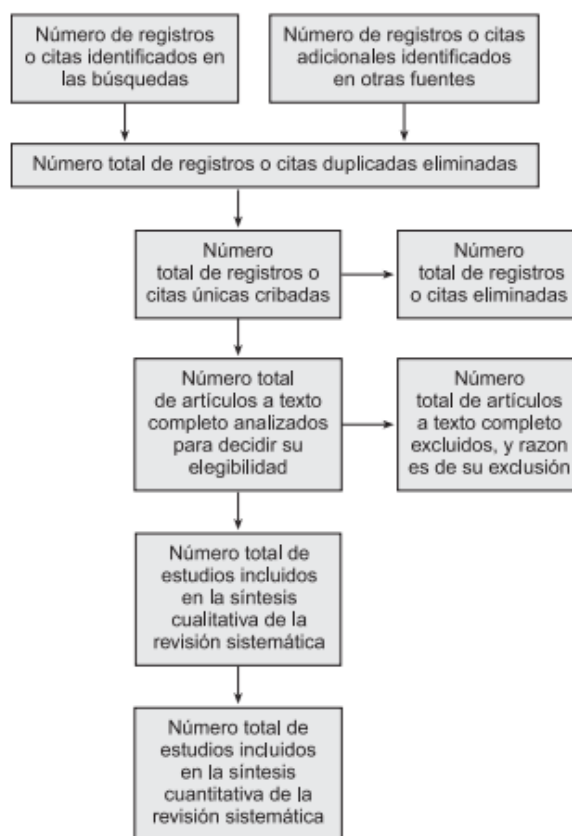 Número de registros
o citas identificados en
las búsquedas
Número de registros o citas
adicionales identificados
en otras fuentes
Número total de registros o citas duplicadas eliminadas
Número
total de registros o
citas únicas cribadas
Número
total de registros
o citas eliminadas
Número total
de artículos a texto
completo analizados
para decidir su
elegibilidad
Número
total de artículos
a texto completo
excluidos, y razon
es de su exclusión
Número total de
estudios incluidos
en la síntesis
cualitativa de la
revisión sistemática
Número total de
estudios incluidos
en la síntesis
cuantitativa de la
revisión sistemática